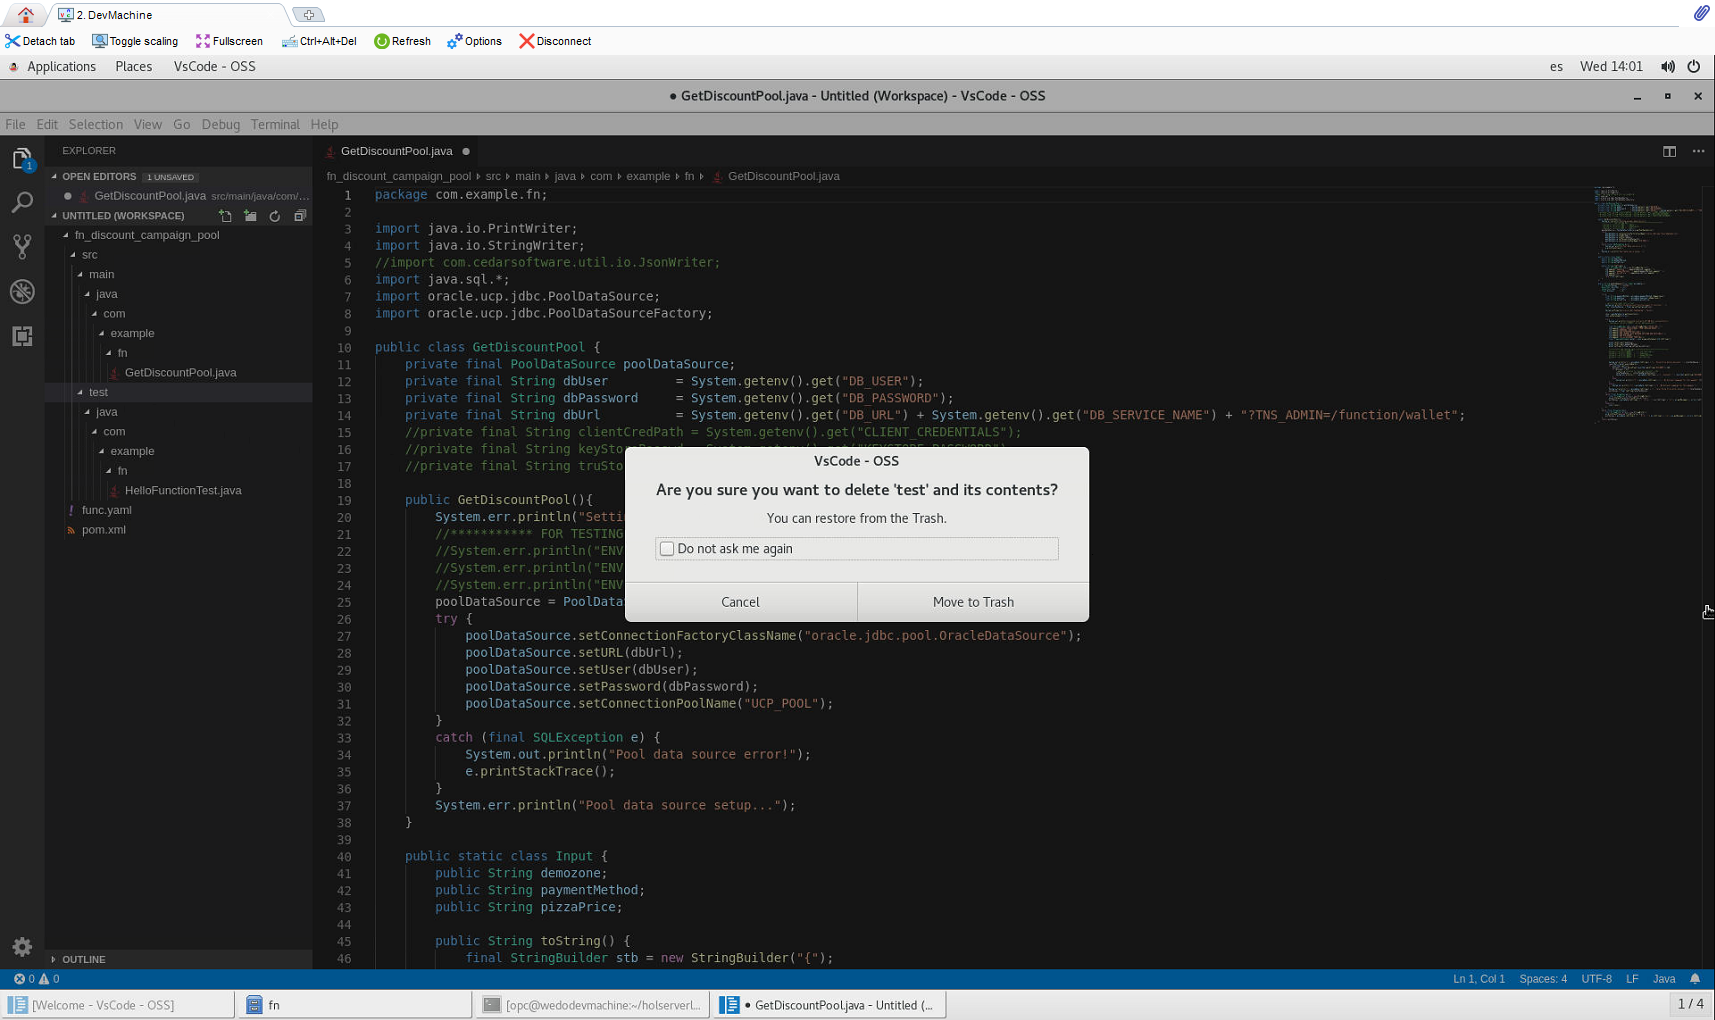 2. DevMachine
Detach tab Toggle scaling Fullscreen Ctrl+Alt+Del Refresh Options Disconnect
Applications Places VsCode - OSS es Wed 14:01
● GetDiscountPool.java - Untitled (Workspace) - VsCode - OSS
File Edit Selection View Go Debug Terminal Help
EXPLORER
OPEN EDITORS 1 UNSAVED
GetDiscountPool.java src/main/java/com/...
UNTITLED (WORKSPACE)
fn_discount_campaign_pool
src
main
java
com
example
fn
GetDiscountPool.java
test
java
com
example
fn
HelloFunctionTest.java
! func.yaml
pom.xml
OUTLINE
1
GetDiscountPool.java ●
fn_discount_campaign_pool src main java com example fn GetDiscountPool.java
1 package com.example.fn;
2
3 import java.io.PrintWriter;
4 import java.io.StringWriter;
5 //import com.cedarsoftware.util.io.JsonWriter;
6 import java.sql.*;
7 import oracle.ucp.jdbc.PoolDataSource;
8 import oracle.ucp.jdbc.PoolDataSourceFactory;
9
10 public class GetDiscountPool {
11 private final PoolDataSource poolDataSource;
12 private final String dbUser = System.getenv().get("DB_USER");
13 private final String dbPassword = System.getenv().get("DB_PASSWORD");
14 private final String dbUrl = System.getenv().get("DB_URL") + System.getenv().get("DB_SERVICE_NAME") + "?TNS_ADMIN=/function/wallet";
15 //private final String clientCredPath = System.getenv().get("CLIENT_CREDENTIALS");
16 //private final String keySto
17 //private final String truSto
18
19 public GetDiscountPool(){
20 System.err.println("Setti
21 //*********** FOR TESTING
22 //System.err.println("ENV
23 //System.err.println("ENV
24 //System.err.println("ENV
25 poolDataSource = PoolData
26 try {
27 poolDataSource.setConnectionFactoryClassName("oracle.jdbc.pool.OracleDataSource");
28 poolDataSource.setURL(dbUrl);
29 poolDataSource.setUser(dbUser);
30 poolDataSource.setPassword(dbPassword);
31 poolDataSource.setConnectionPoolName("UCP_POOL");
32 }
33 catch (final SQLException e) {
34 System.out.println("Pool data source error!");
35 e.printStackTrace();
36 }
37 System.err.println("Pool data source setup...");
38 }
39
40 public static class Input {
41 public String demozone;
42 public String paymentMethod;
43 public String pizzaPrice;
44
45 public String toString() {
46 final StringBuilder stb = new StringBuilder("{");
VsCode - OSS
Are you sure you want to delete 'test' and its contents?
You can restore from the Trash.
Do not ask me again
Cancel Move to Trash
0 0 Ln 1, Col 1 Spaces: 4 UTF-8 LF Java
[Welcome - VsCode - OSS] fn [opc@wedodevmachine:~/holserverl... ● GetDiscountPool.java - Untitled (... 1 / 4